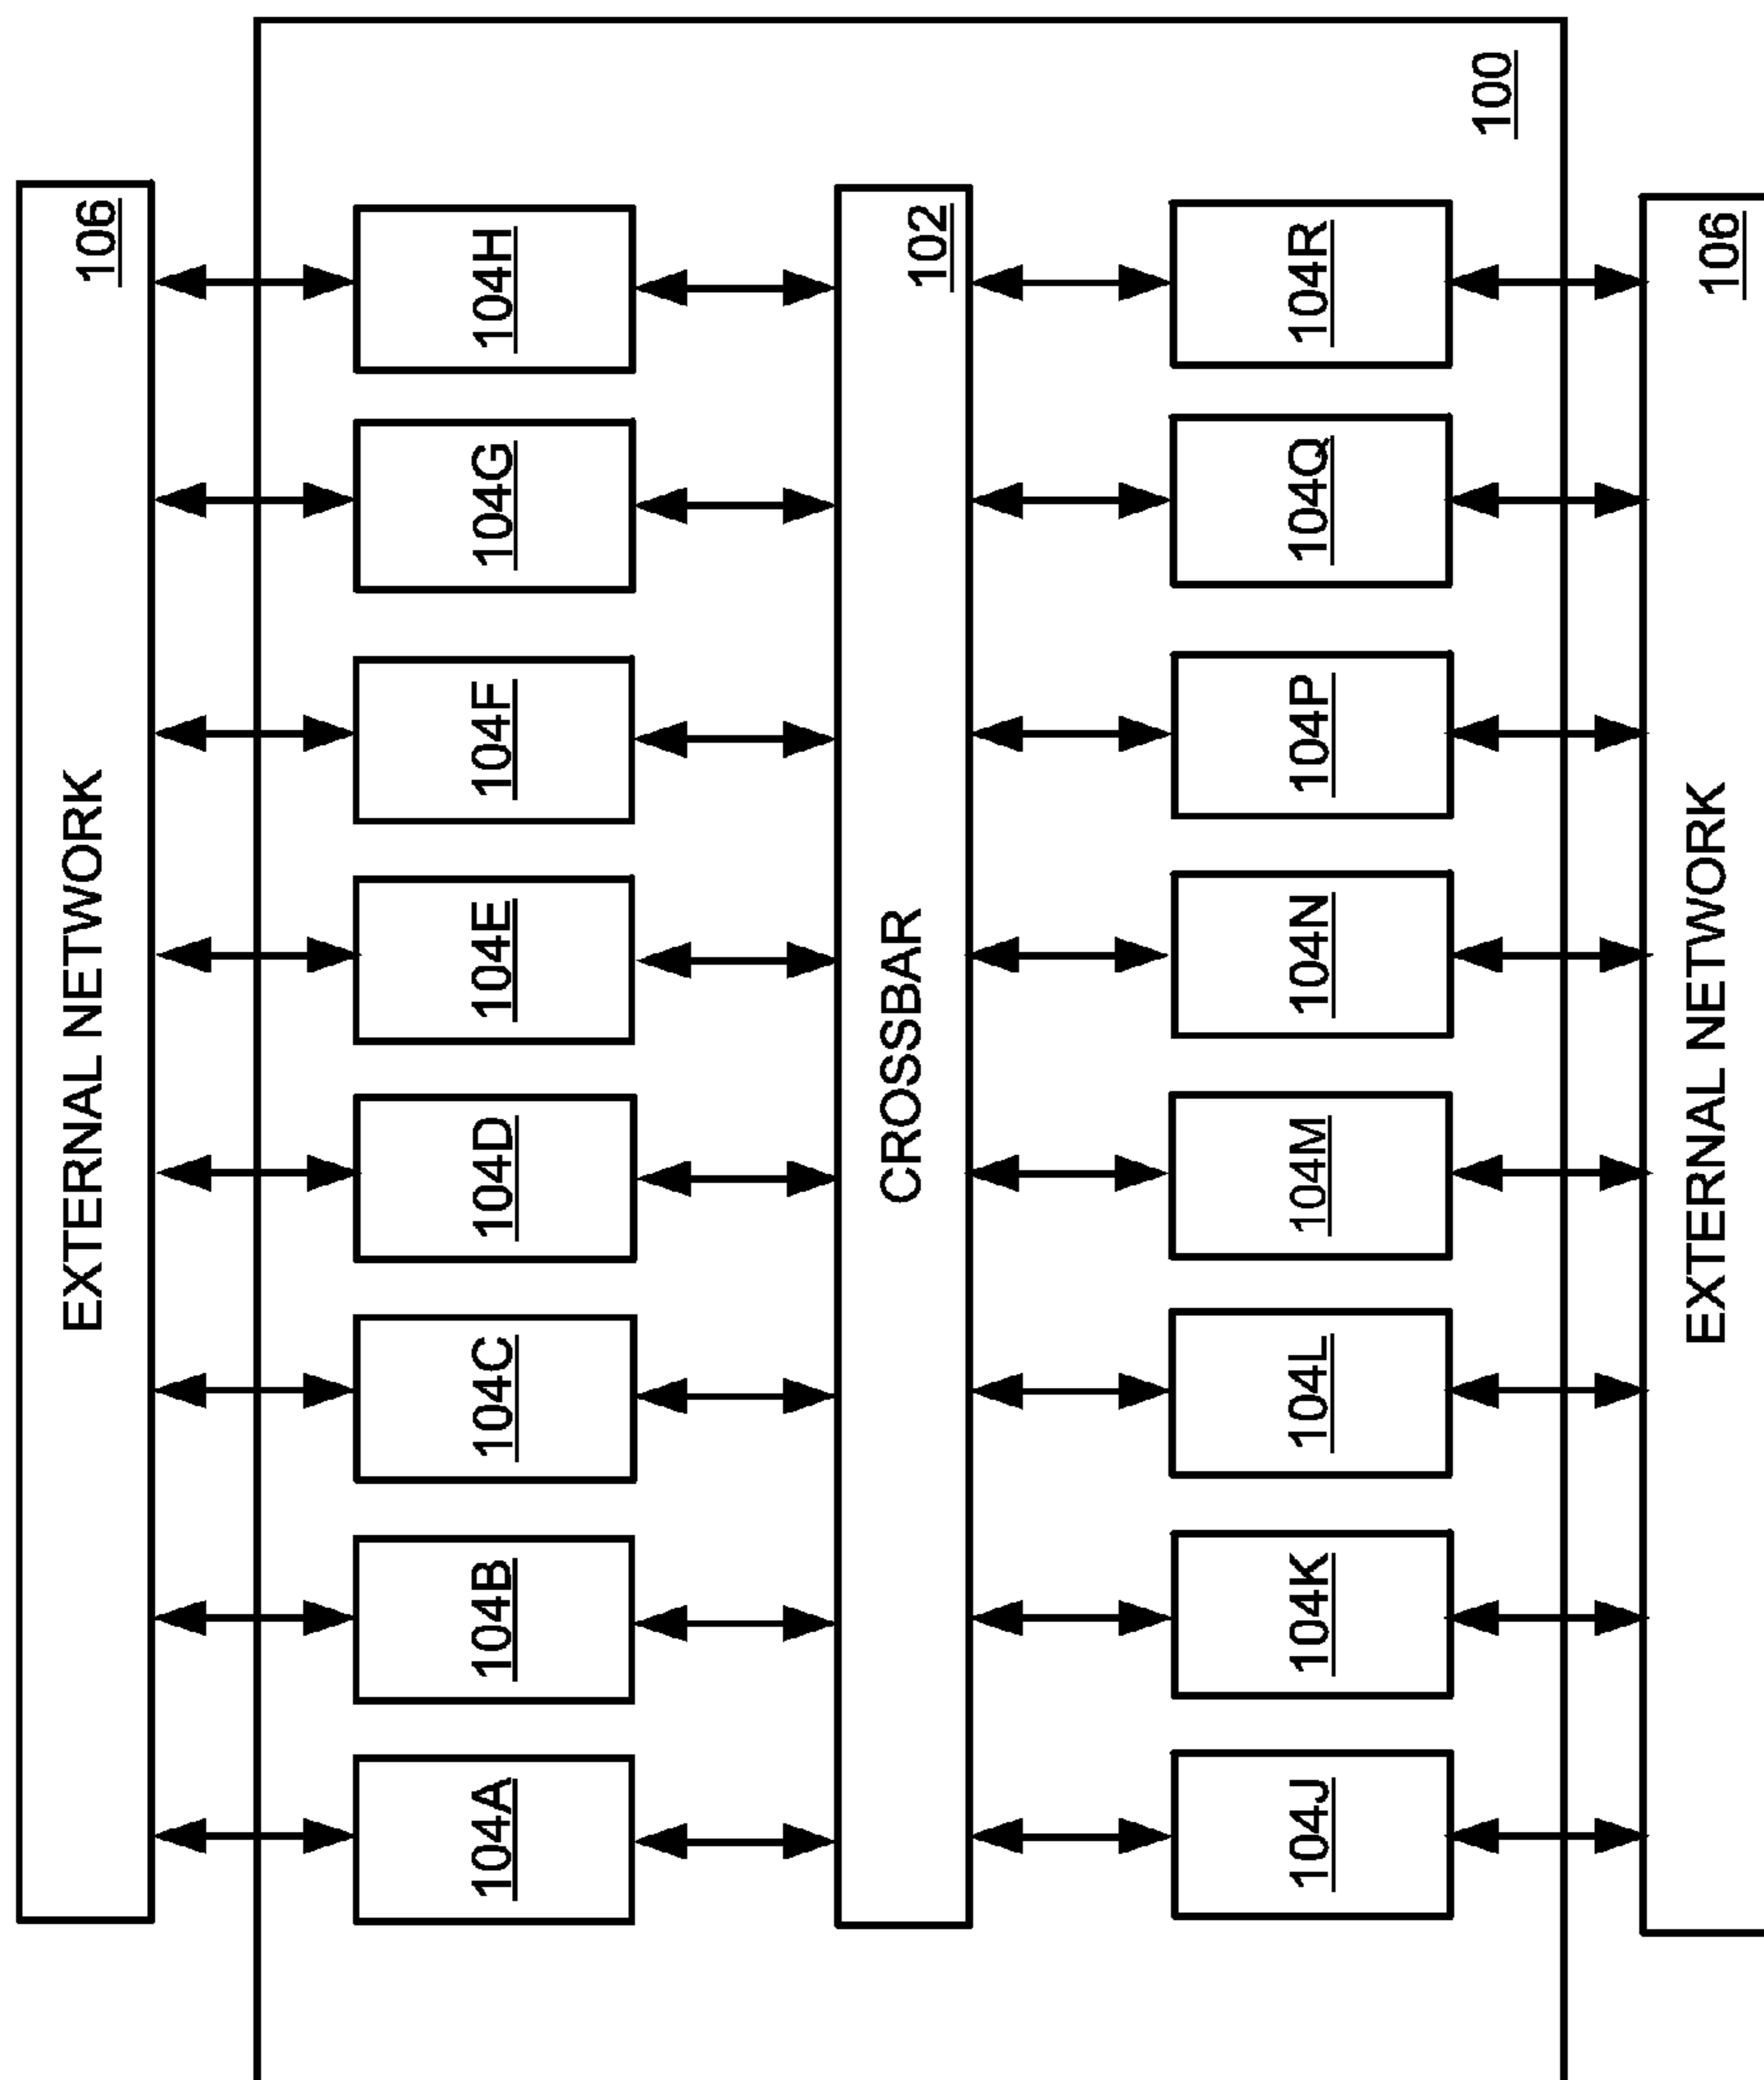 EXTERNAL NETWORK
106
104A
104B
104C
104D
104E
104F
104G
104H
CROSSBAR
102
104J
104K
104L
104M
104N
104P
104Q
104R
100
EXTERNAL NETWORK
106